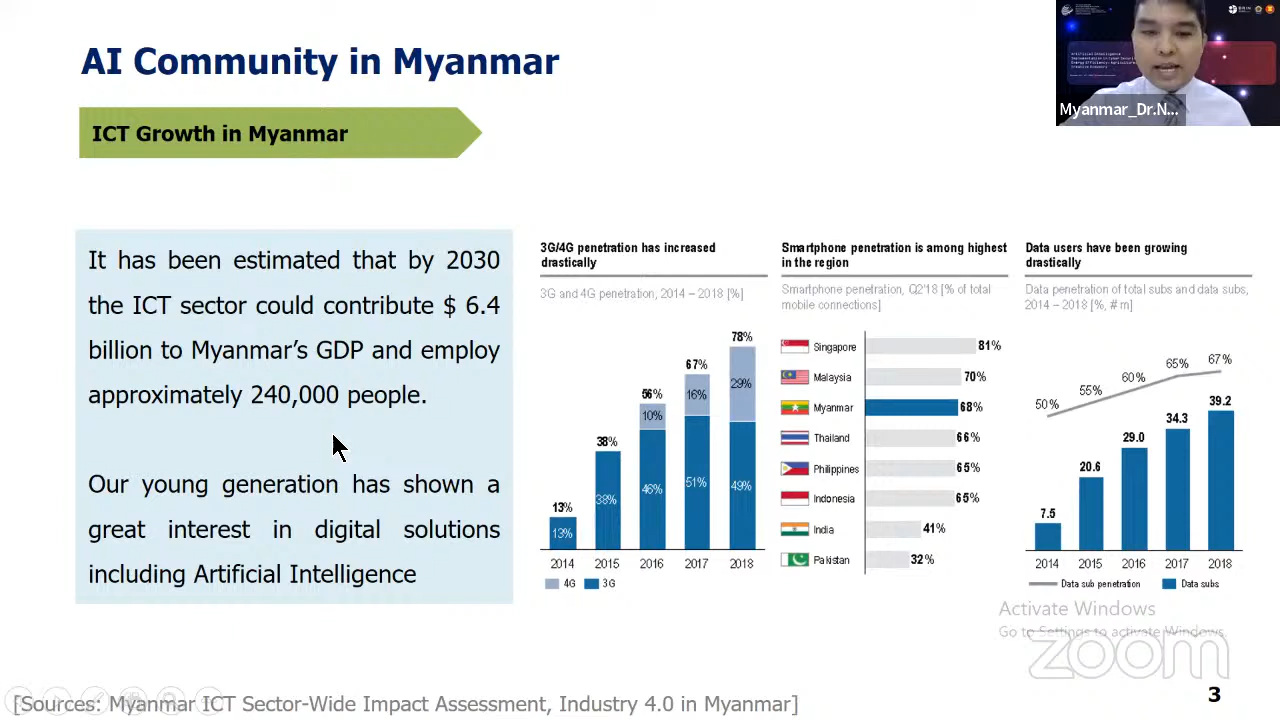 AI Community in Myanmar
ICT Growth in Myanmar
It has been estimated that by 2030
the ICT sector could contribute $ 6.4
billion to Myanmar's GDP and employ
approximately 240,000 people.
Our young generation has shown a
great interest in digital solutions
including Artificial Intelligence
3G/4G penetration has increased
drastically
3G and 4G penetration, 2014 – 2018 [%]
78%
67%
29%
56%
16%
10%
38%
38%
46%
51%
49%
13%
13%
2014 2015 2016 2017 2018
4G 3G
Smartphone penetration is among highest
in the region
Smartphone penetration, Q2'18 [% of total
mobile connections]
Singapore 81%
Malaysia 70%
Myanmar 68%
Thailand 66%
Philippines 65%
Indonesia 65%
India 41%
Pakistan 32%
Data users have been growing
drastically
Data penetration of total subs and data subs,
2014 – 2018 [%, # m]
50% 55% 60% 65% 67%
7.5 20.6 29.0 34.3 39.2
2014 2015 2016 2017 2018
Data sub penetration Data subs
Activate Windows
Go to Settings to activate Windows.
zoom
[Sources: Myanmar ICT Sector-Wide Impact Assessment, Industry 4.0 in Myanmar]
3
Myanmar_Dr.N...